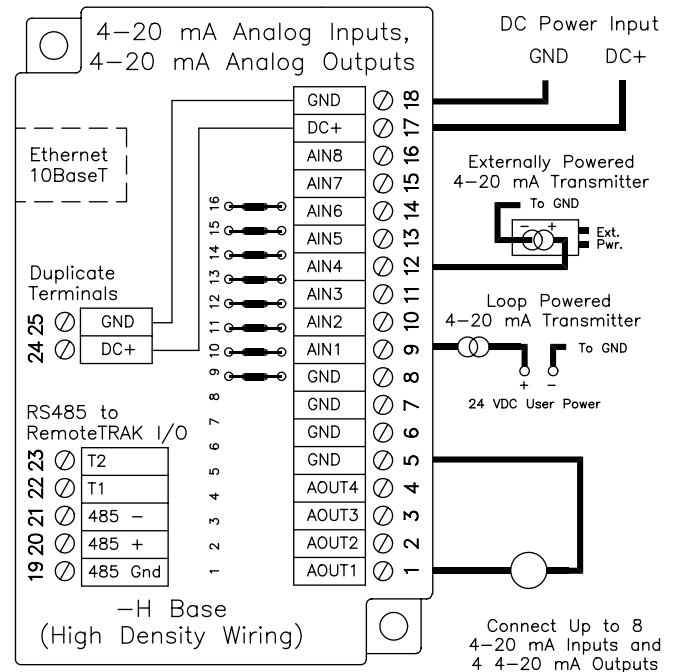 4-20 mA Analog Inputs,
4-20 mA Analog Outputs
DC Power Input
GND DC+
GND 18
DC+ 17
AIN8 16
AIN7 15
AIN6 14
AIN5 13
AIN4 12
AIN3 11
AIN2 10
AIN1 9
GND 8
GND 7
GND 6
GND 5
AOUT4 4
AOUT3 3
AOUT2 2
AOUT1 1
Ethernet
10BaseT
16
15
14
13
12
11
10
9
8
7
6
5
4
3
2
1
Duplicate
Terminals
25 GND
24 DC+
RS485 to
RemoteTRAK I/O
23 T2
22 T1
21 485 -
20 485 +
19 485 Gnd
-H Base
(High Density Wiring)
Externally Powered
4-20 mA Transmitter
To GND
- +
Ext.
Pwr.
Loop Powered
4-20 mA Transmitter
To GND
+ -
24 VDC User Power
Connect Up to 8
4-20 mA Inputs and
4 4-20 mA Outputs